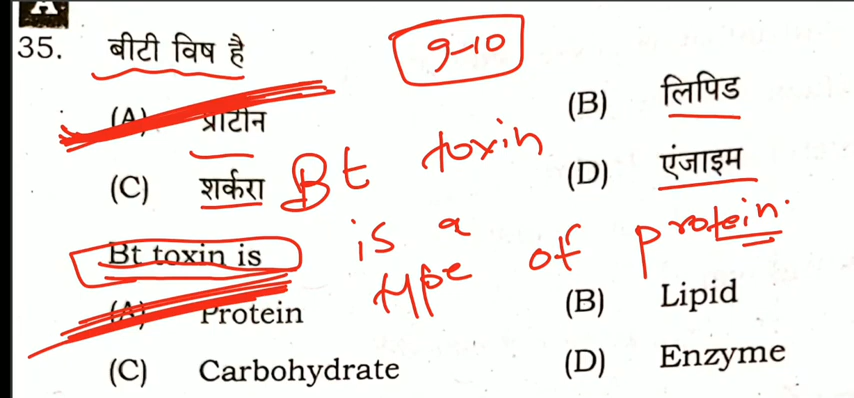 A
35. बीटी विष है
9-10
(A) प्रोटीन (B) लिपिड
(C) शर्करा (D) एंजाइम
Bt toxin
is a
type of protein.
Bt toxin is
(A) Protein (B) Lipid
(C) Carbohydrate (D) Enzyme